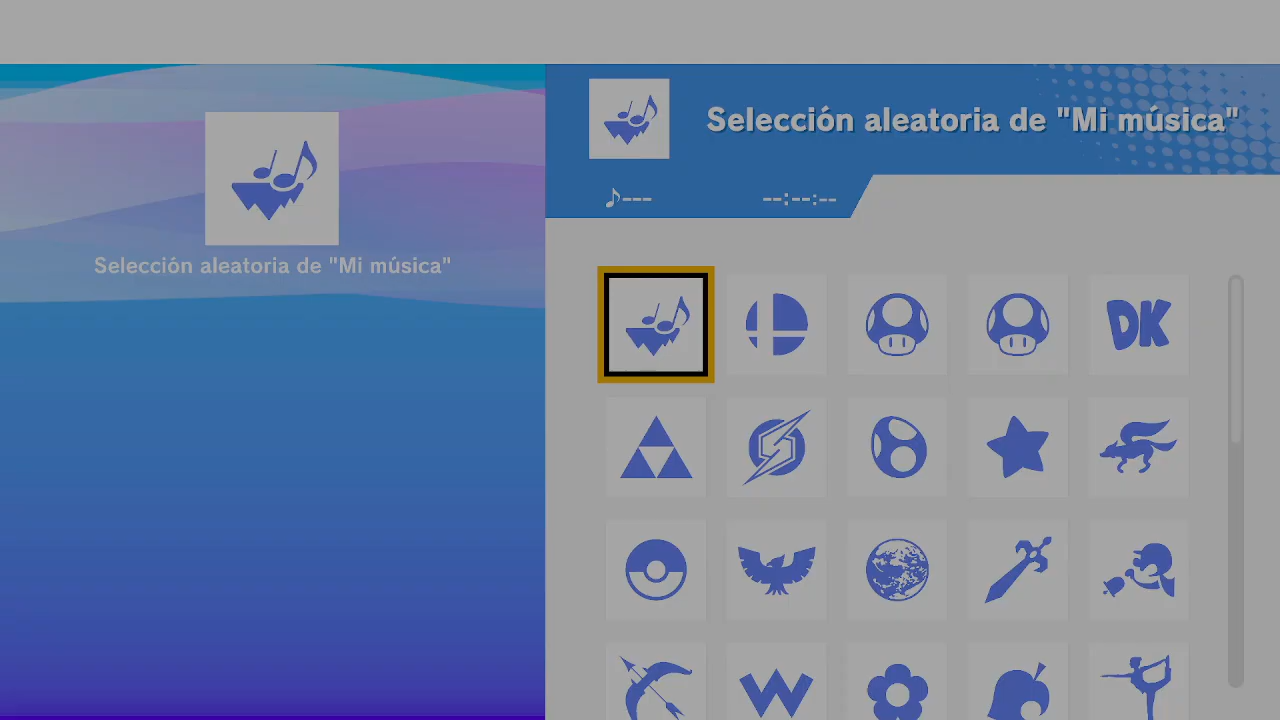 Selección aleatoria de "Mi música"
Selección aleatoria de "Mi música"
♪--- --:--:--
DK